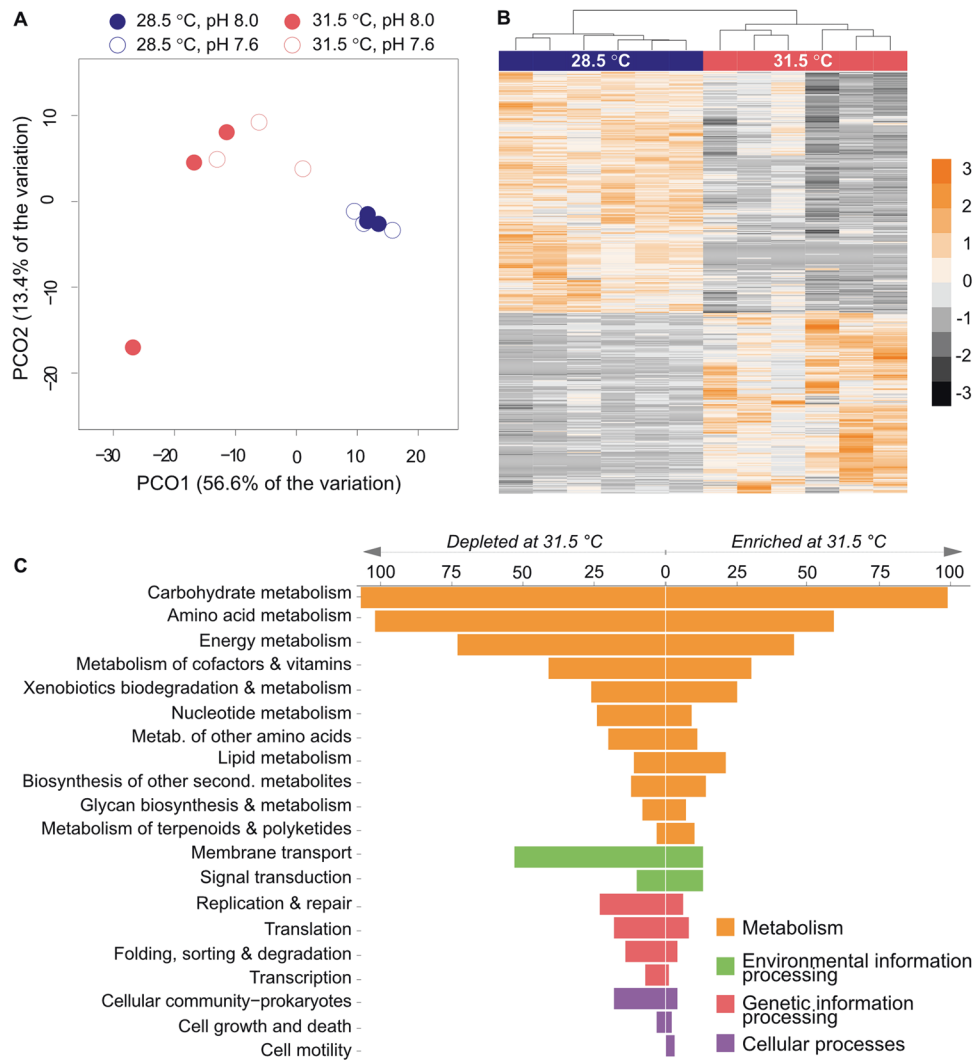 A
28.5 °C, pH 8.0
31.5 °C, pH 8.0
28.5 °C, pH 7.6
31.5 °C, pH 7.6
10
0
−10
−20
PCO2 (13.4% of the variation)
−30
−20
−10
0
10
20
PCO1 (56.6% of the variation)
B
28.5 °C
31.5 °C
3
2
1
0
-1
-2
-3
C
Depleted at 31.5 °C
Enriched at 31.5 °C
100
75
50
25
0
25
50
75
100
Carbohydrate metabolism
Amino acid metabolism
Energy metabolism
Metabolism of cofactors & vitamins
Xenobiotics biodegradation & metabolism
Nucleotide metabolism
Metab. of other amino acids
Lipid metabolism
Biosynthesis of other second. metabolites
Glycan biosynthesis & metabolism
Metabolism of terpenoids & polyketides
Membrane transport
Signal transduction
Replication & repair
Translation
Folding, sorting & degradation
Transcription
Cellular community−prokaryotes
Cell growth and death
Cell motility
Metabolism
Environmental information
processing
Genetic information
processing
Cellular processes